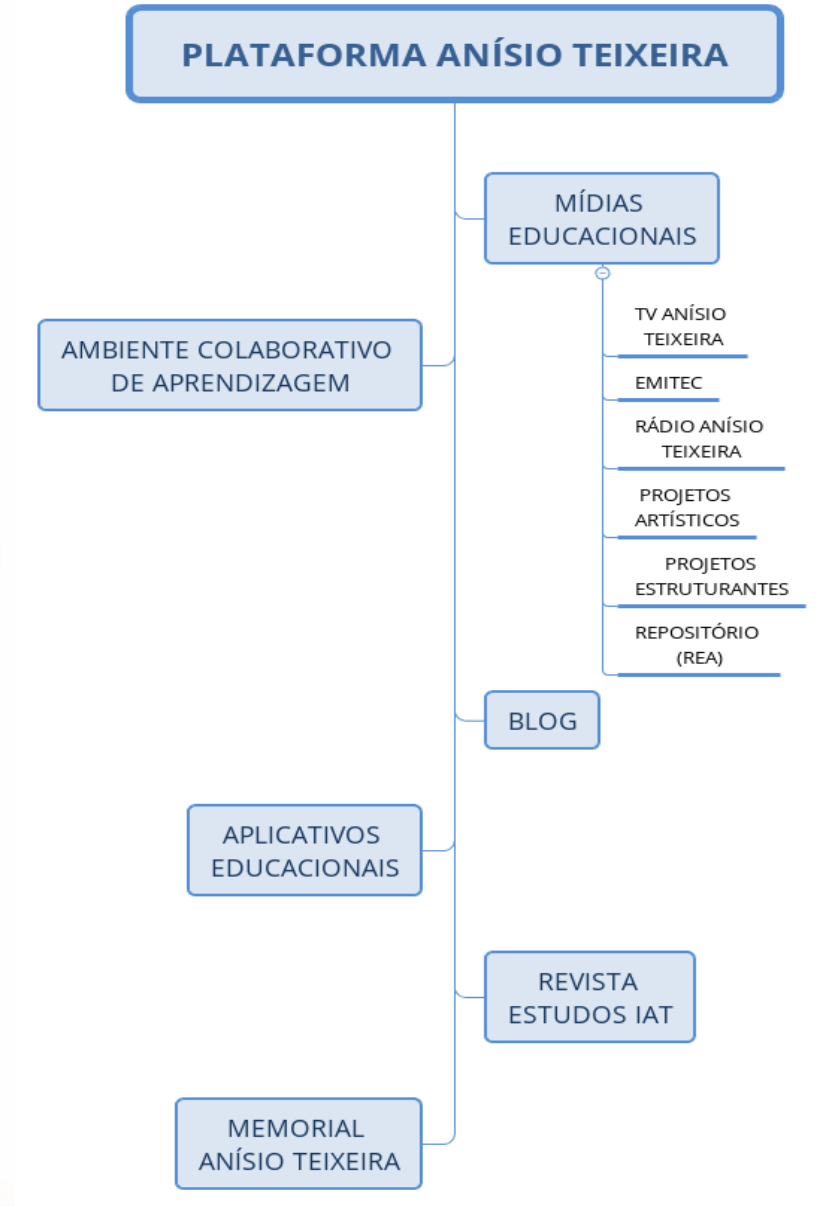 PLATAFORMA ANÍSIO TEIXEIRA
MÍDIAS
EDUCACIONAIS
TV ANÍSIO
TEIXEIRA
EMITEC
RÁDIO ANÍSIO
TEIXEIRA
PROJETOS
ARTÍSTICOS
PROJETOS
ESTRUTURANTES
REPOSITÓRIO
(REA)
AMBIENTE COLABORATIVO
DE APRENDIZAGEM
BLOG
APLICATIVOS
EDUCACIONAIS
REVISTA
ESTUDOS IAT
MEMORIAL
ANÍSIO TEIXEIRA